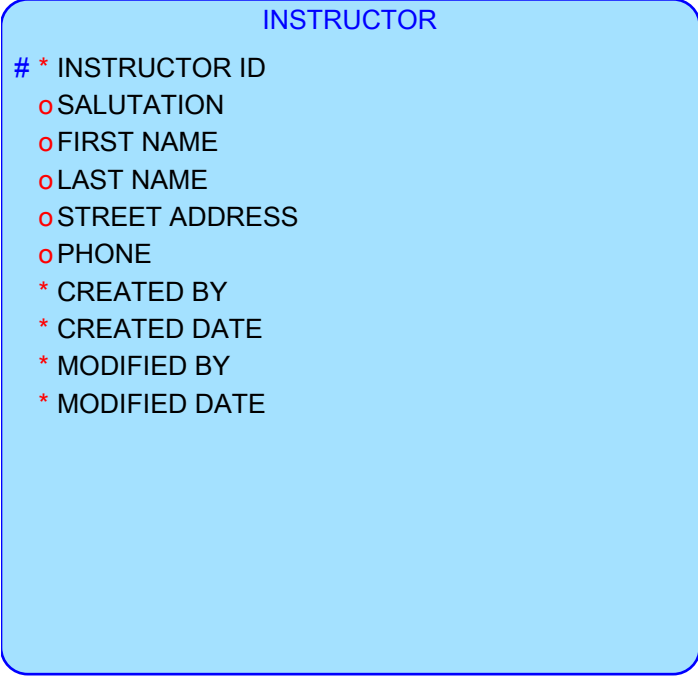 INSTRUCTOR
# * INSTRUCTOR ID
o SALUTATION
o FIRST NAME
o LAST NAME
o STREET ADDRESS
o PHONE
* CREATED BY
* CREATED DATE
* MODIFIED BY
* MODIFIED DATE